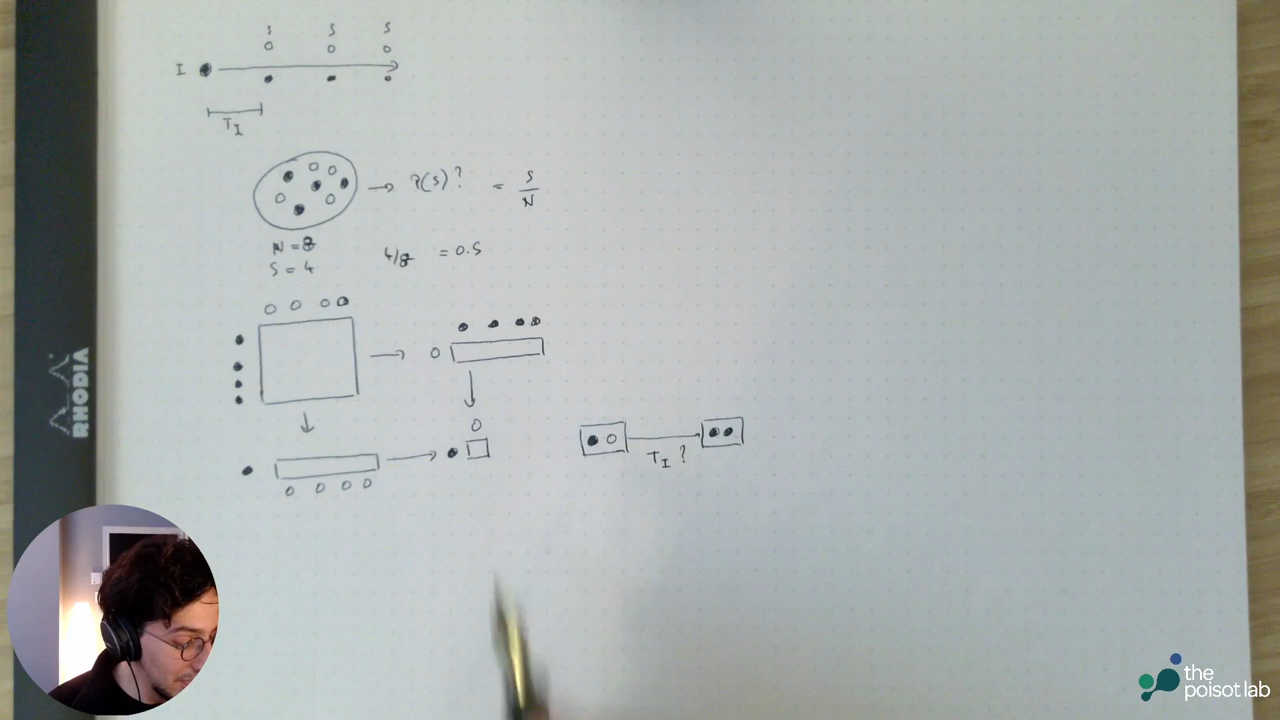 S S S
I
T_I
P(S)? = S/N
N = 8
S = 4
4/8 = 0.5
T_I ?
RHODIA
the
poisot lab